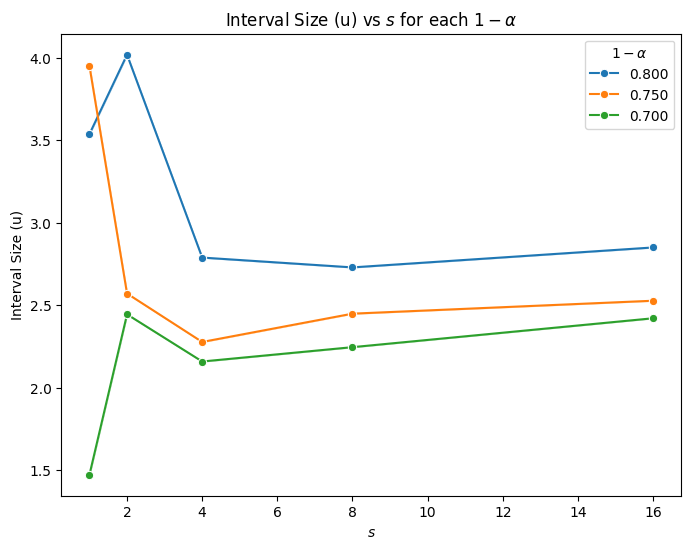 Interval Size (u) vs s for each 1 − α
1 − α
0.800
0.750
0.700
4.0
3.5
3.0
2.5
2.0
1.5
Interval Size (u)
2 4 6 8 10 12 14 16
s